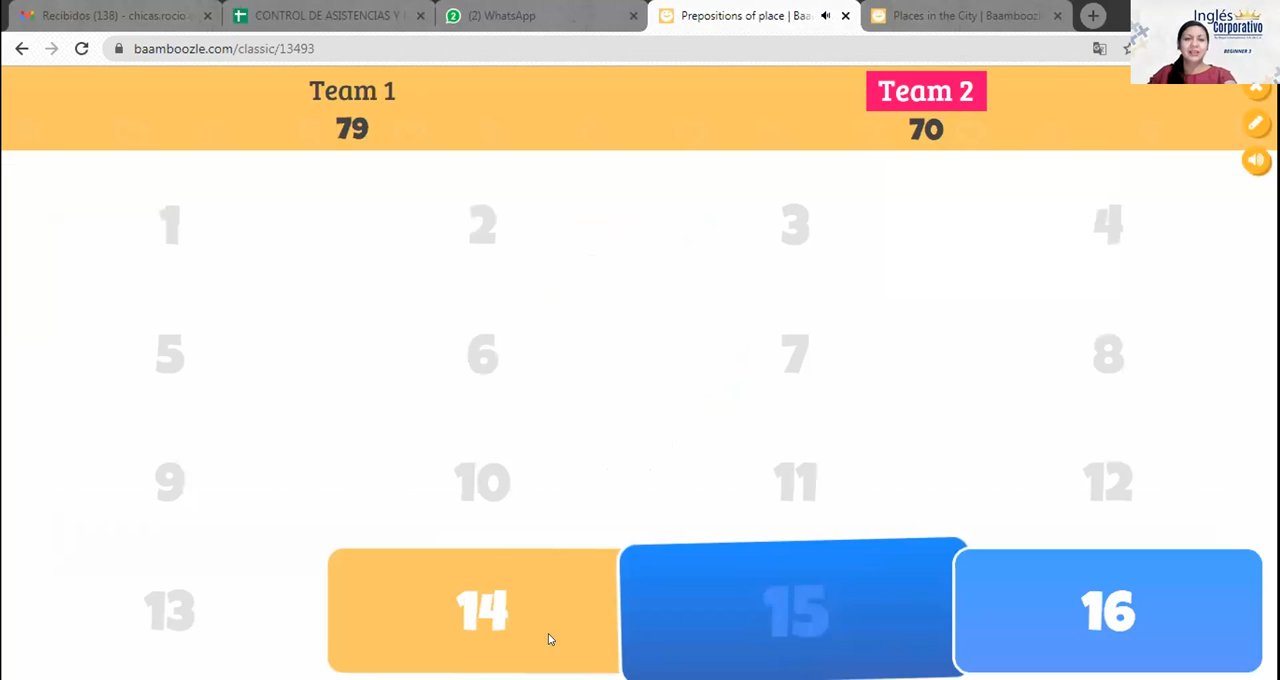 Recibidos (138) - chicas.rocio
CONTROL DE ASISTENCIAS Y
(2) WhatsApp
Prepositions of place | Baa
Places in the City | Baamboozl
baamboozle.com/classic/13493
Inglés
Corporativo
BEGINNER 3
Team 1
Team 2
79
70
1
2
3
4
5
6
7
8
9
10
11
12
13
14
15
16